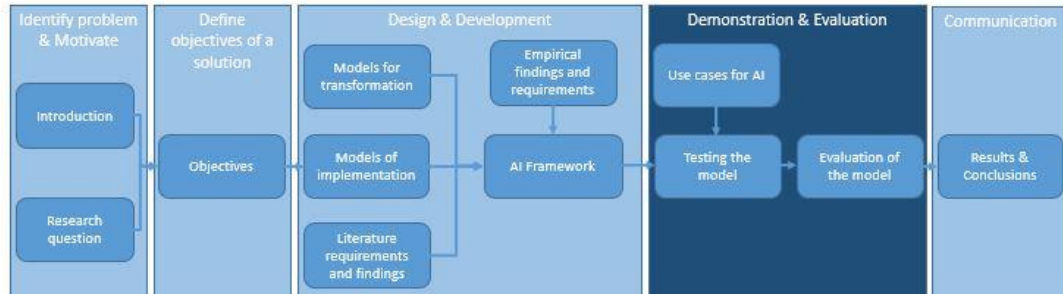 Identify problem
& Motivate
Introduction
Research
question
Define
objectives of a
solution
Objectives
Design & Development
Models for
transformation
Models of
implementation
Literature
requirements
and findings
Empirical
findings and
requirements
AI Framework
Demonstration & Evaluation
Use cases for AI
Testing the
model
Evaluation of
the model
Communication
Results &
Conclusions